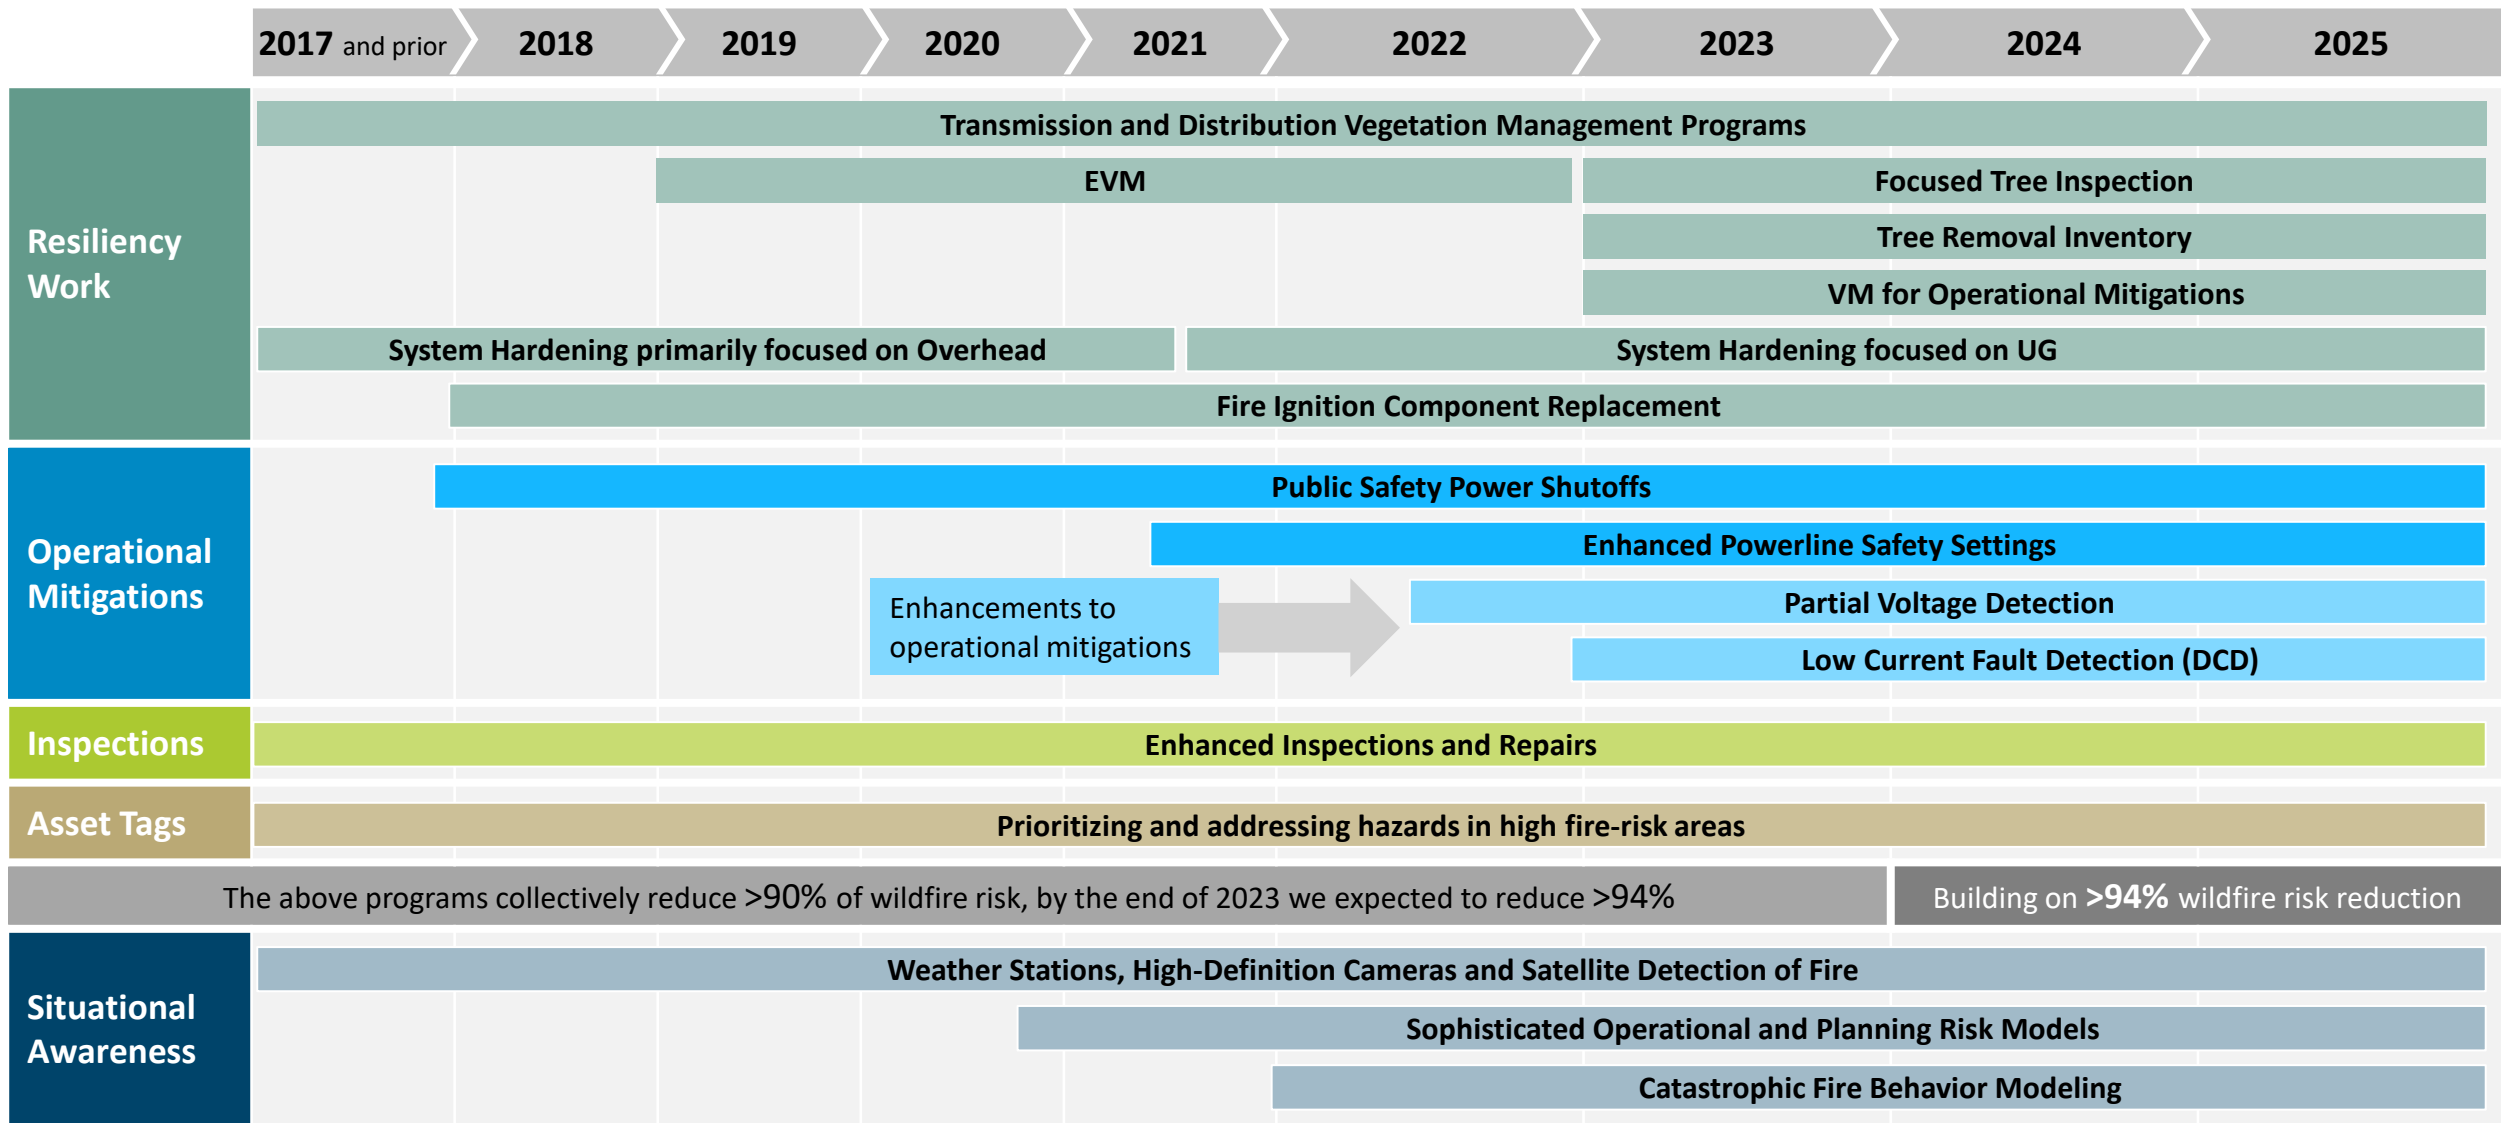 2017 and prior
2018
2019
2020
2021
2022
2023
2024
2025
Resiliency
Work
Transmission and Distribution Vegetation Management Programs
EVM
Focused Tree Inspection
Tree Removal Inventory
VM for Operational Mitigations
System Hardening primarily focused on Overhead
System Hardening focused on UG
Fire Ignition Component Replacement
Operational
Mitigations
Public Safety Power Shutoffs
Enhanced Powerline Safety Settings
Enhancements to
operational mitigations
Partial Voltage Detection
Low Current Fault Detection (DCD)
Inspections
Enhanced Inspections and Repairs
Asset Tags
Prioritizing and addressing hazards in high fire-risk areas
The above programs collectively reduce >90% of wildfire risk, by the end of 2023 we expected to reduce >94%
Building on >94% wildfire risk reduction
Situational
Awareness
Weather Stations, High-Definition Cameras and Satellite Detection of Fire
Sophisticated Operational and Planning Risk Models
Catastrophic Fire Behavior Modeling